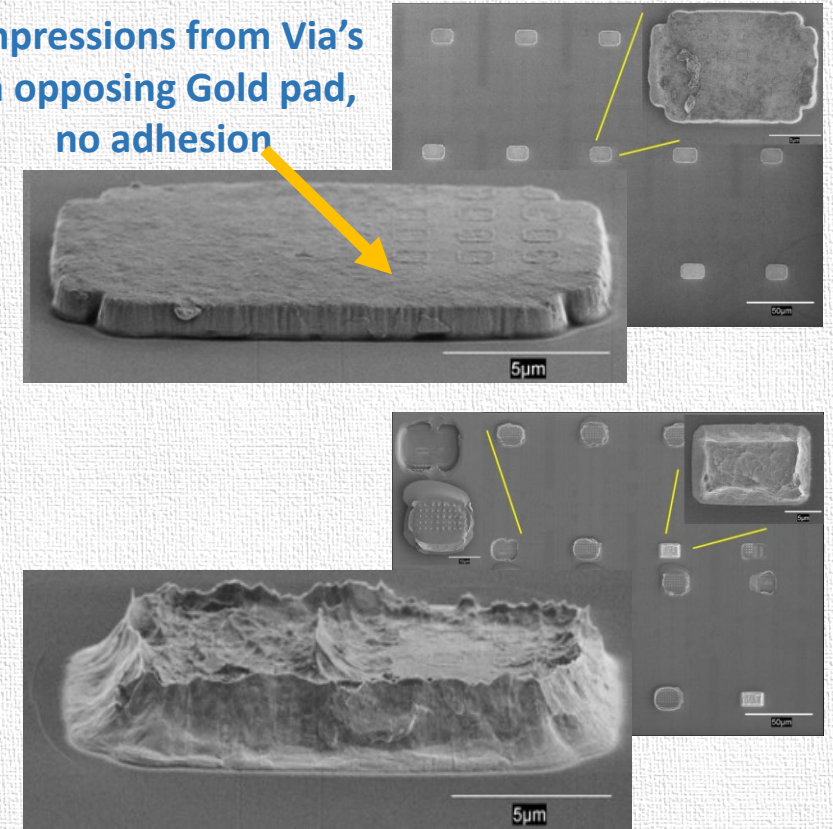 mpressions from Via's
opposing Gold pad,
no adhesion
5µm
50µm
5µm
50µm
5µm